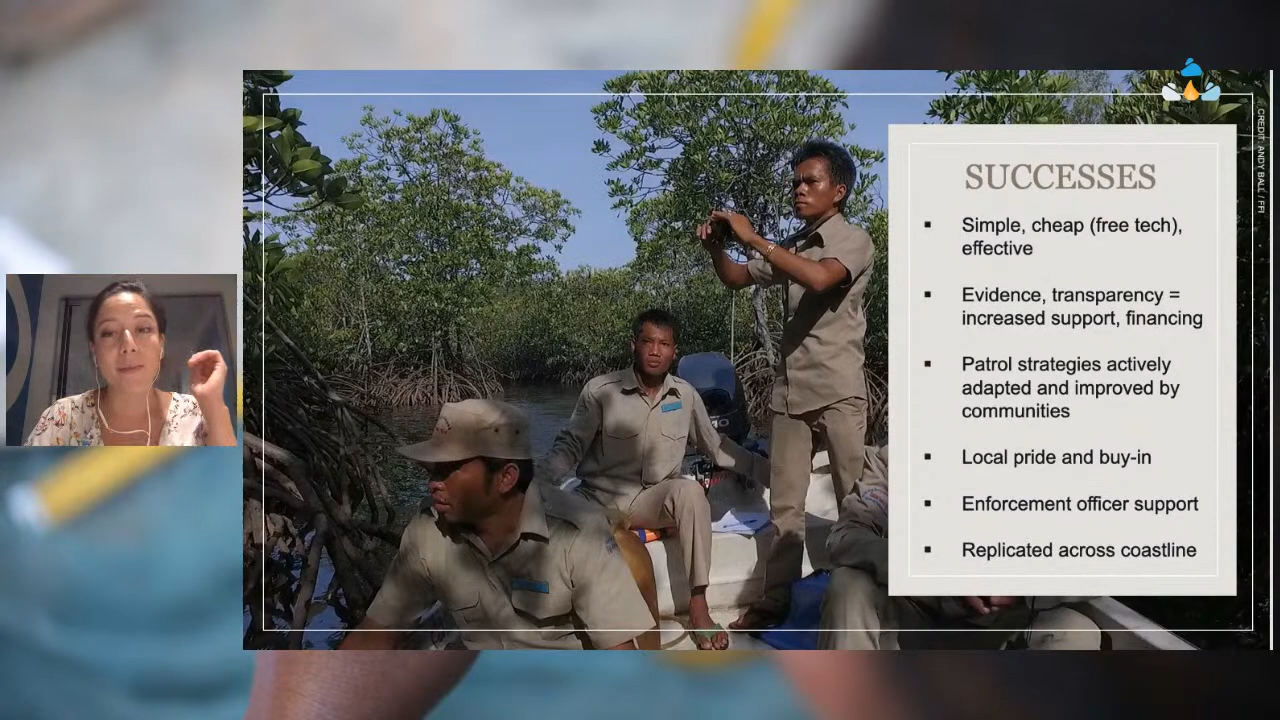 SUCCESSES
▪ Simple, cheap (free tech),
effective
▪ Evidence, transparency =
increased support, financing
▪ Patrol strategies actively
adapted and improved by
communities
▪ Local pride and buy-in
▪ Enforcement officer support
▪ Replicated across coastline
CREDIT: ANDY BALL / FFI